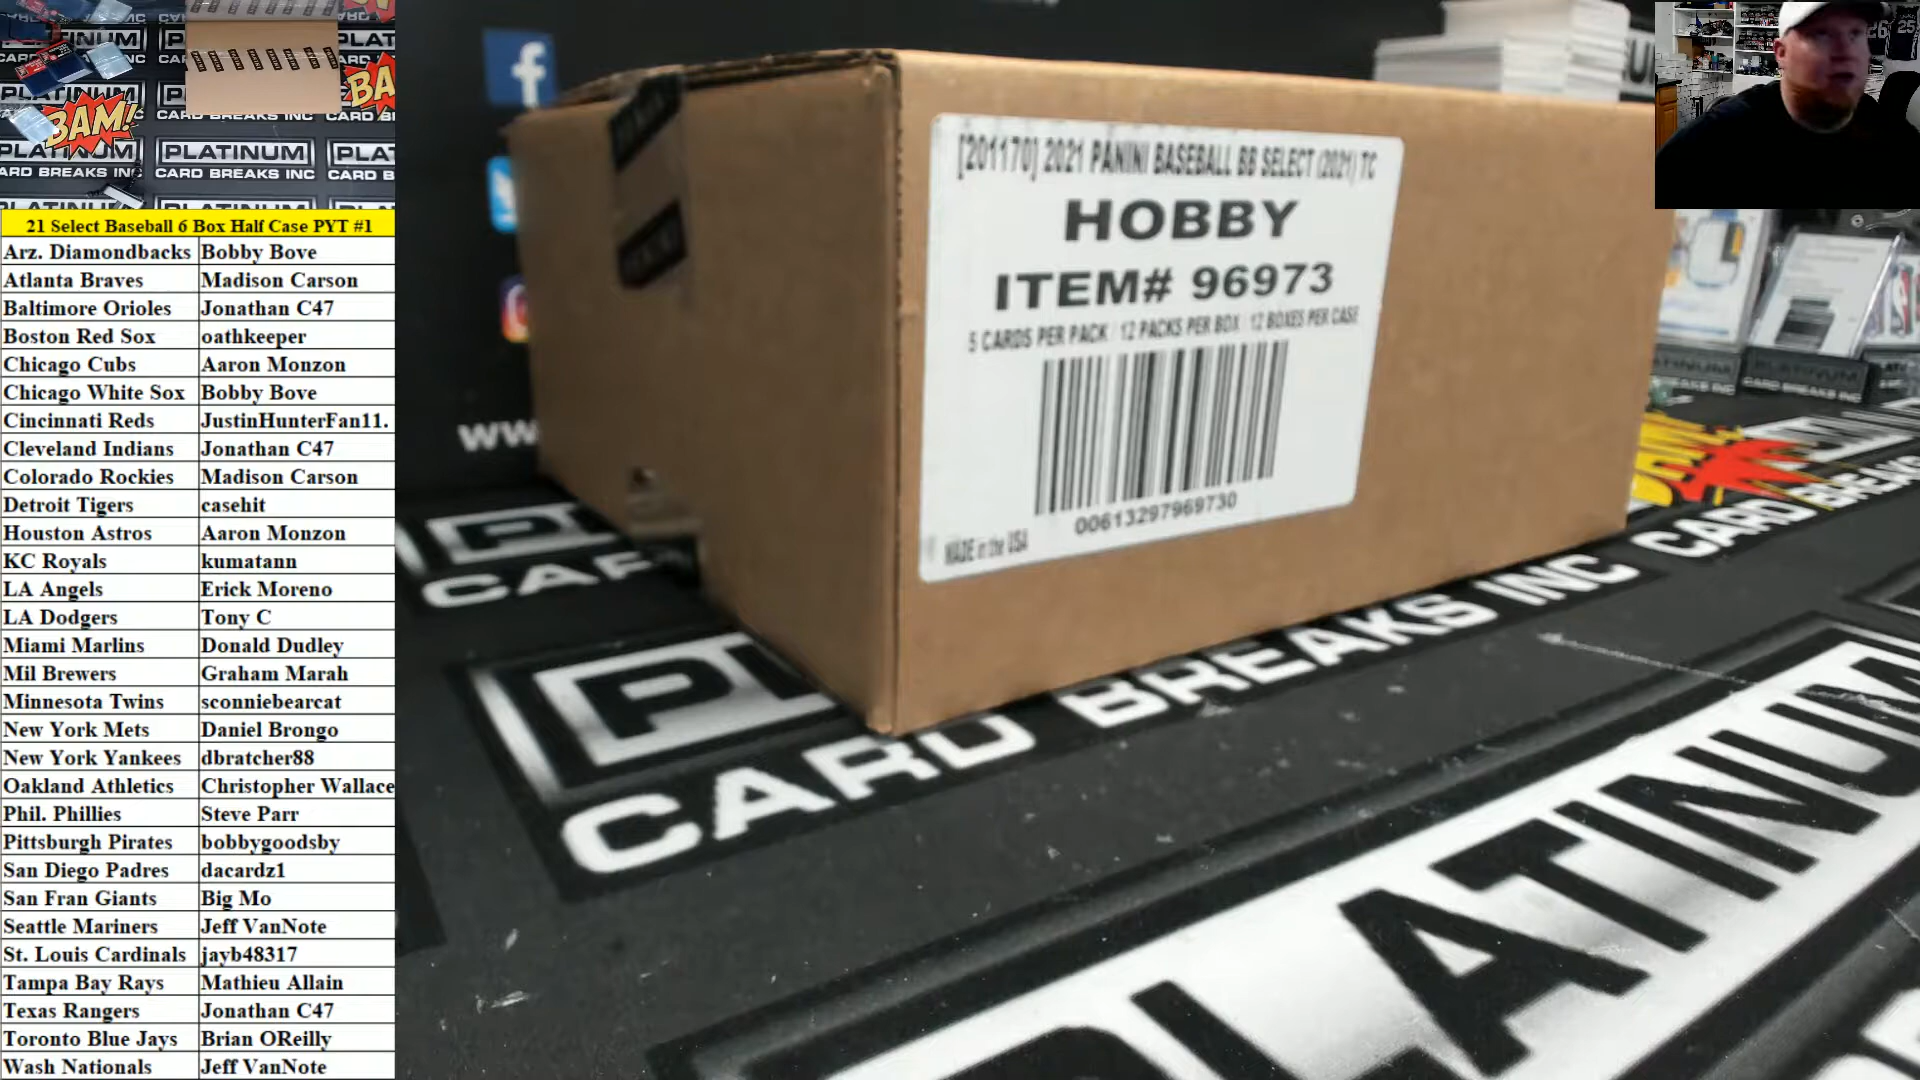 21 Select Baseball 6 Box Half Case PYT #1
Arz. Diamondbacks Bobby Bove
Atlanta Braves Madison Carson
Baltimore Orioles Jonathan C47
Boston Red Sox oathkeeper
Chicago Cubs Aaron Monzon
Chicago White Sox Bobby Bove
Cincinnati Reds JustinHunterFan11.
Cleveland Indians Jonathan C47
Colorado Rockies Madison Carson
Detroit Tigers casehit
Houston Astros Aaron Monzon
KC Royals kumatann
LA Angels Erick Moreno
LA Dodgers Tony C
Miami Marlins Donald Dudley
Mil Brewers Graham Marah
Minnesota Twins sconniebearcat
New York Mets Daniel Brongo
New York Yankees dbratcher88
Oakland Athletics Christopher Wallace
Phil. Phillies Steve Parr
Pittsburgh Pirates bobbygoodsby
San Diego Padres dacardz1
San Fran Giants Big Mo
Seattle Mariners Jeff VanNote
St. Louis Cardinals jayb48317
Tampa Bay Rays Mathieu Allain
Texas Rangers Jonathan C47
Toronto Blue Jays Brian OReilly
Wash Nationals Jeff VanNote
[201170] 2021 PANINI BASEBALL BB SELECT (2021) TC
HOBBY
ITEM# 96973
5 CARDS PER PACK / 12 PACKS PER BOX / 12 BOXES PER CASE
00613297969730
MADE in the USA
BAM!
PLATINUM
CARD BREAKS INC
CARD BREAKS INC
CARD BREAKS
PLATINUM